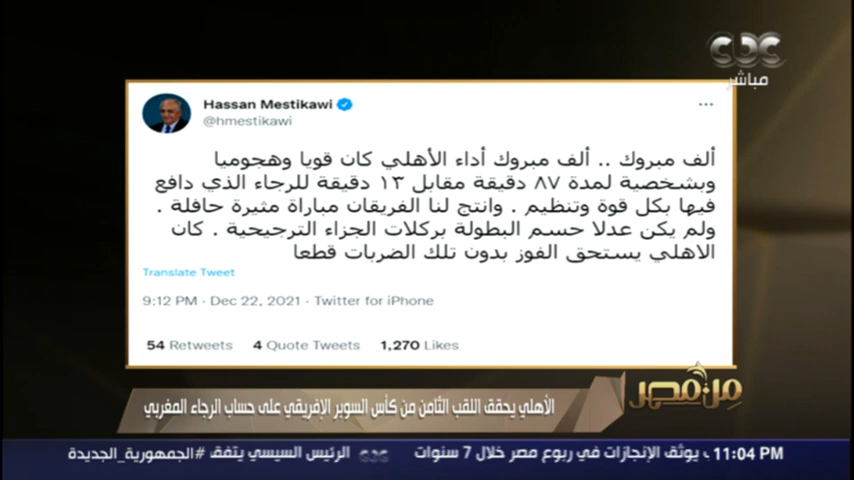 cbc
مباشر
Hassan Mestikawi
@hmestikawi
ألف مبروك .. ألف مبروك أداء الأهلي كان قويا وهجوميا
وبشخصية لمدة ٨٧ دقيقة مقابل ١٣ دقيقة للرجاء الذي دافع
فيها بكل قوة وتنظيم . وانتج لنا الفريقان مباراة مثيرة حافلة .
ولم يكن عدلا حسم البطولة بركلات الجزاء الترجيحية . كان
الاهلي يستحق الفوز بدون تلك الضربات قطعا
Translate Tweet
9:12 PM · Dec 22, 2021 · Twitter for iPhone
54 Retweets 4 Quote Tweets 1,270 Likes
من مصر
الأهلي يحقق اللقب الثامن من كأس السوبر الإفريقي على حساب الرجاء المغربي
11:04 PM يوثق الإنجازات في ربوع مصر خلال 7 سنوات cbc الرئيس السيسي يتفق #الجمهورية_الجديدة